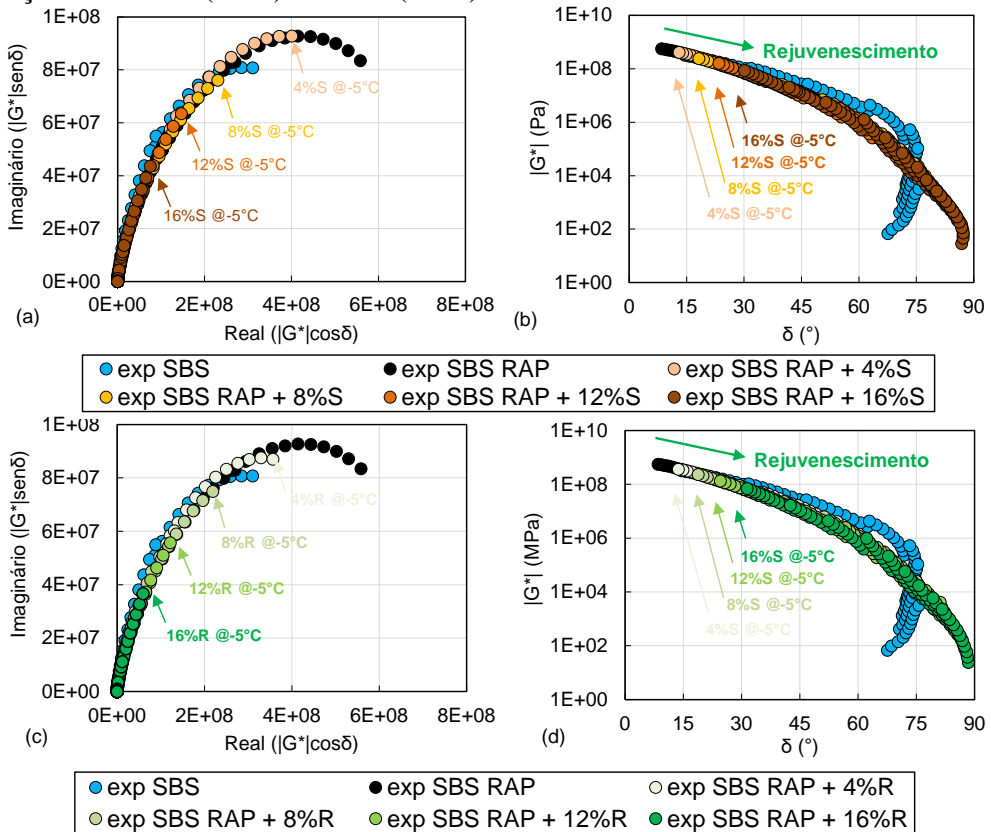 1E+08
8E+07
6E+07
4E+07
2E+07
0E+00
Imaginário (|G*|senδ)
4%S @-5°C
8%S @-5°C
12%S @-5°C
16%S @-5°C
0E+00 2E+08 4E+08 6E+08 8E+08
(a)
Real (|G*|cosδ)
1E+10
1E+08
1E+06
1E+04
1E+02
1E+00
|G*| (Pa)
Rejuvenescimento
16%S @-5°C
12%S @-5°C
8%S @-5°C
4%S @-5°C
0 15 30 45 60 75 90
(b)
δ (°)
exp SBS exp SBS RAP exp SBS RAP + 4%S
exp SBS RAP + 8%S exp SBS RAP + 12%S exp SBS RAP + 16%S
1E+08
8E+07
6E+07
4E+07
2E+07
0E+00
Imaginário (|G*|senδ)
4%R @-5°C
8%R @-5°C
12%R @-5°C
16%R @-5°C
0E+00 2E+08 4E+08 6E+08 8E+08
(c)
Real (|G*|cosδ)
1E+10
1E+08
1E+06
1E+04
1E+02
1E+00
|G*| (MPa)
Rejuvenescimento
16%S @-5°C
12%S @-5°C
8%S @-5°C
4%S @-5°C
0 15 30 45 60 75 90
(d)
δ (°)
exp SBS exp SBS RAP exp SBS RAP + 4%R
exp SBS RAP + 8%R exp SBS RAP + 12%R exp SBS RAP + 16%R